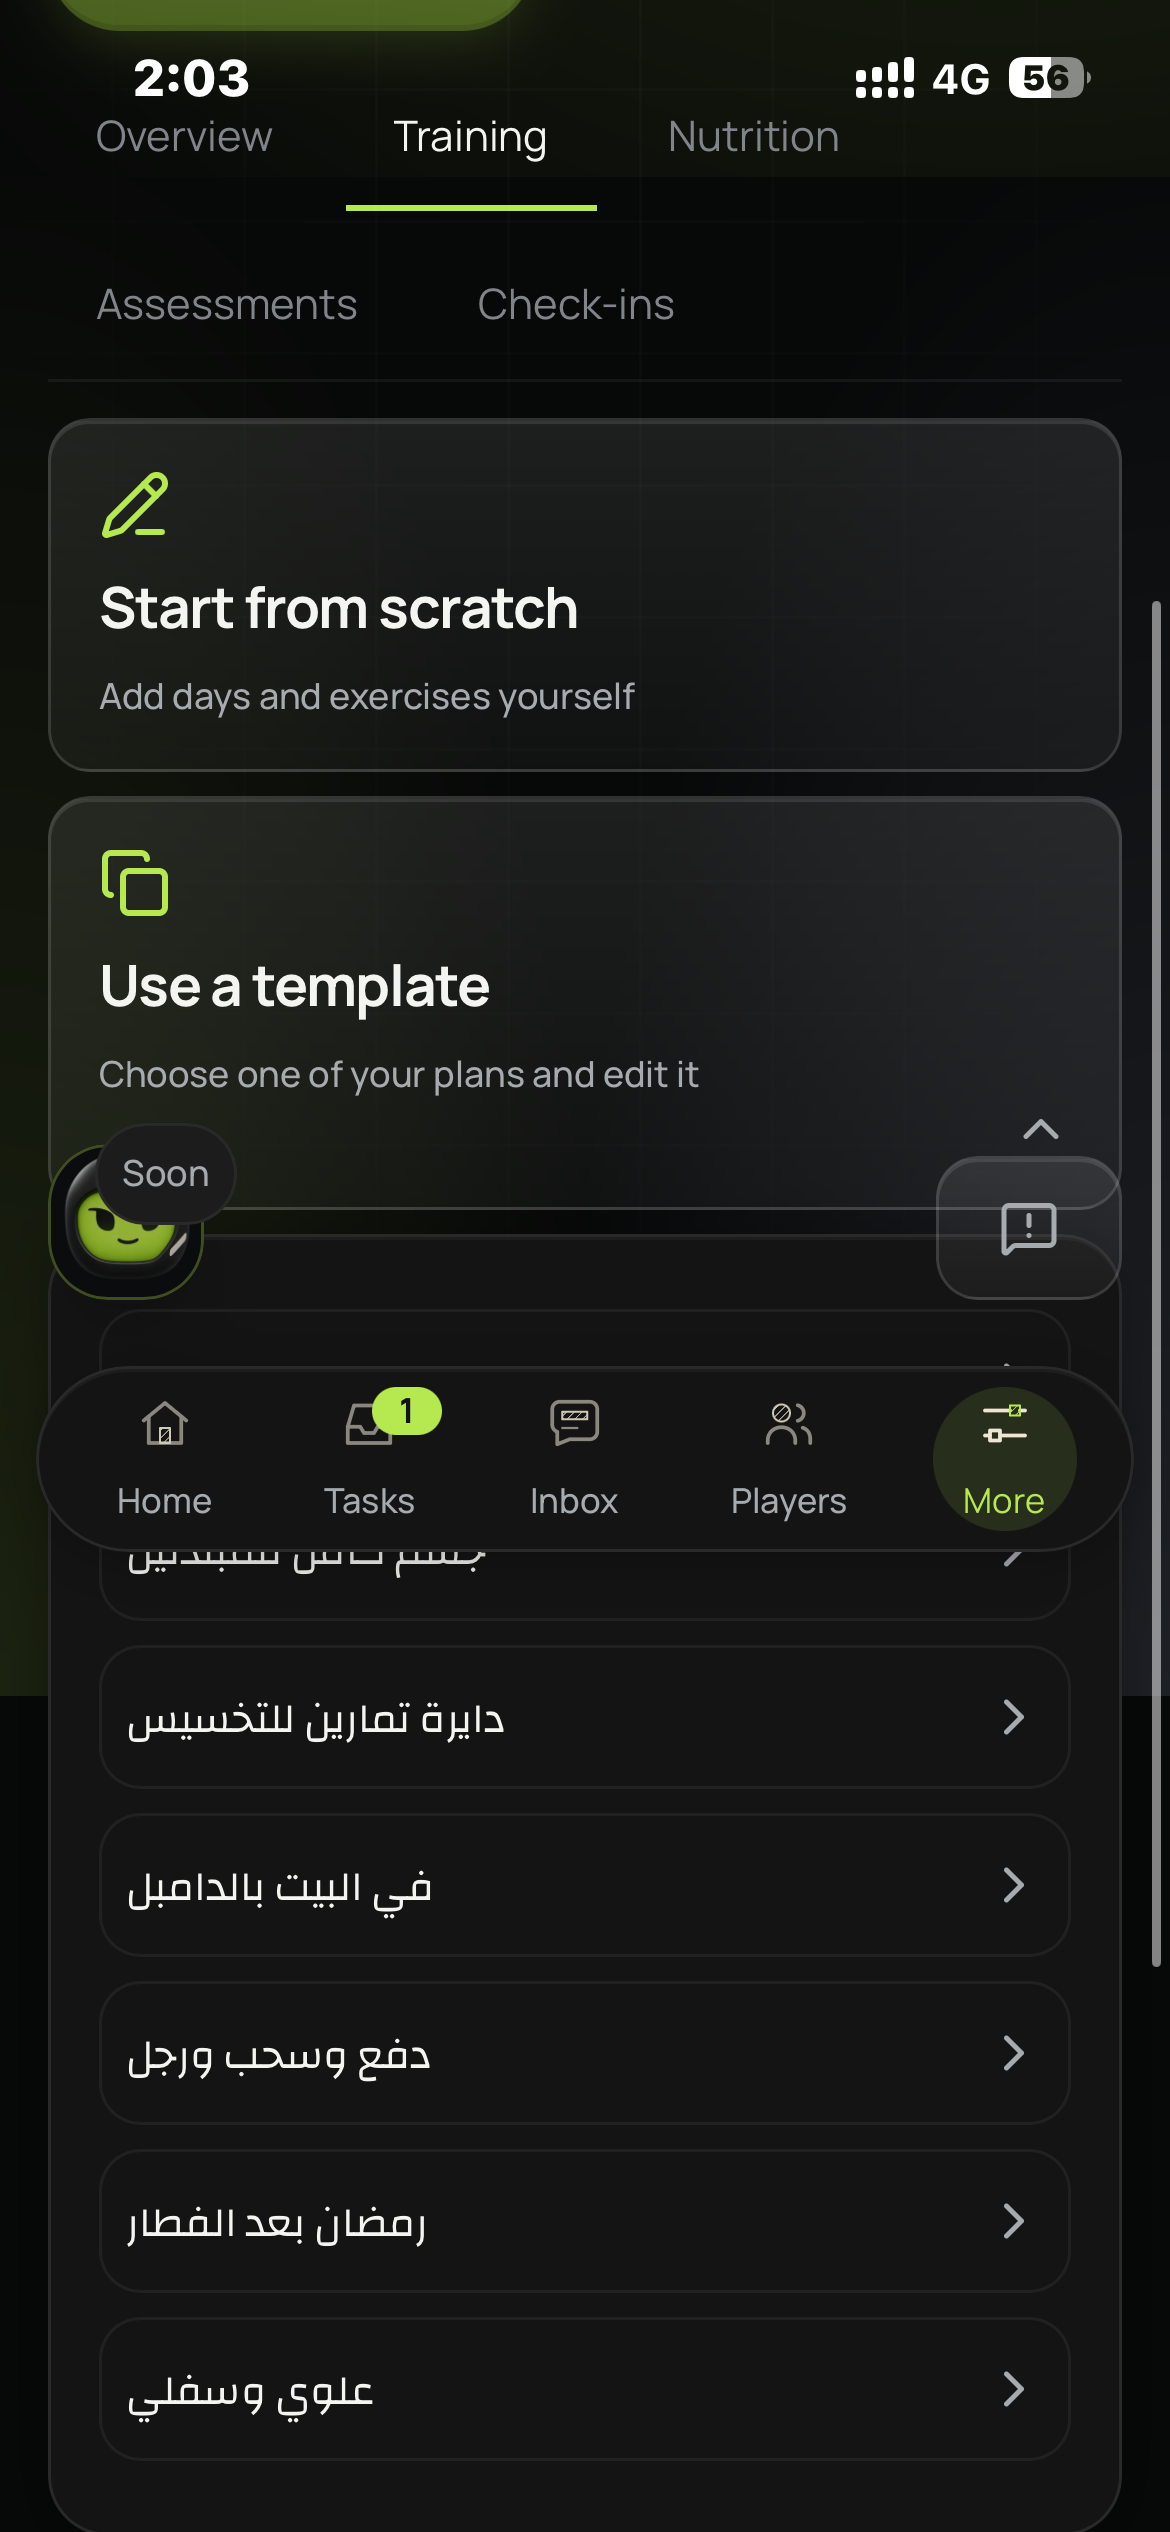 2:03
4G 56
Overview Training Nutrition
Assessments Check-ins
Start from scratch
Add days and exercises yourself
Use a template
Choose one of your plans and edit it
Soon
1
Home Tasks Inbox Players More
دايرة تمارين للتخسيس
في البيت بالدامبل
دفع وسحب ورجل
رمضان بعد الفطار
علوي وسفلي